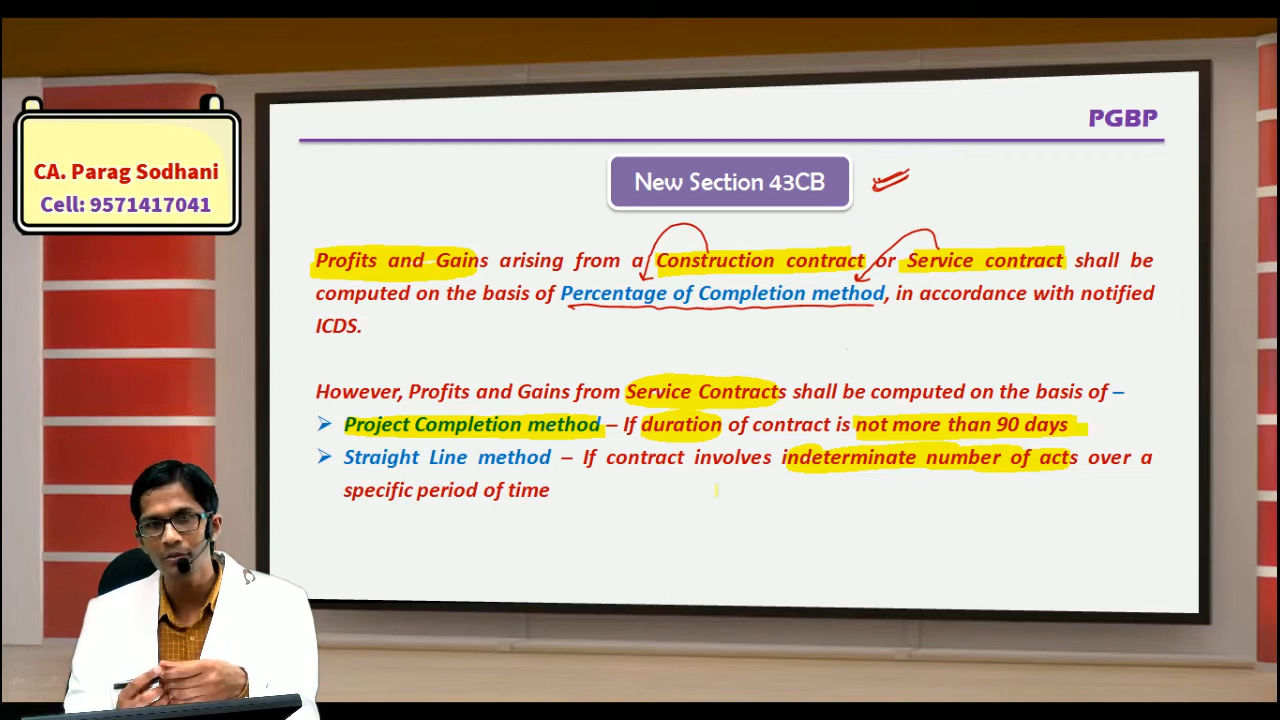 CA. Parag Sodhani
Cell: 9571417041
PGBP
New Section 43CB
Profits and Gains arising from a Construction contract or Service contract shall be
computed on the basis of Percentage of Completion method, in accordance with notified
ICDS.
However, Profits and Gains from Service Contracts shall be computed on the basis of –
➢ Project Completion method – If duration of contract is not more than 90 days
➢ Straight Line method – If contract involves indeterminate number of acts over a
specific period of time